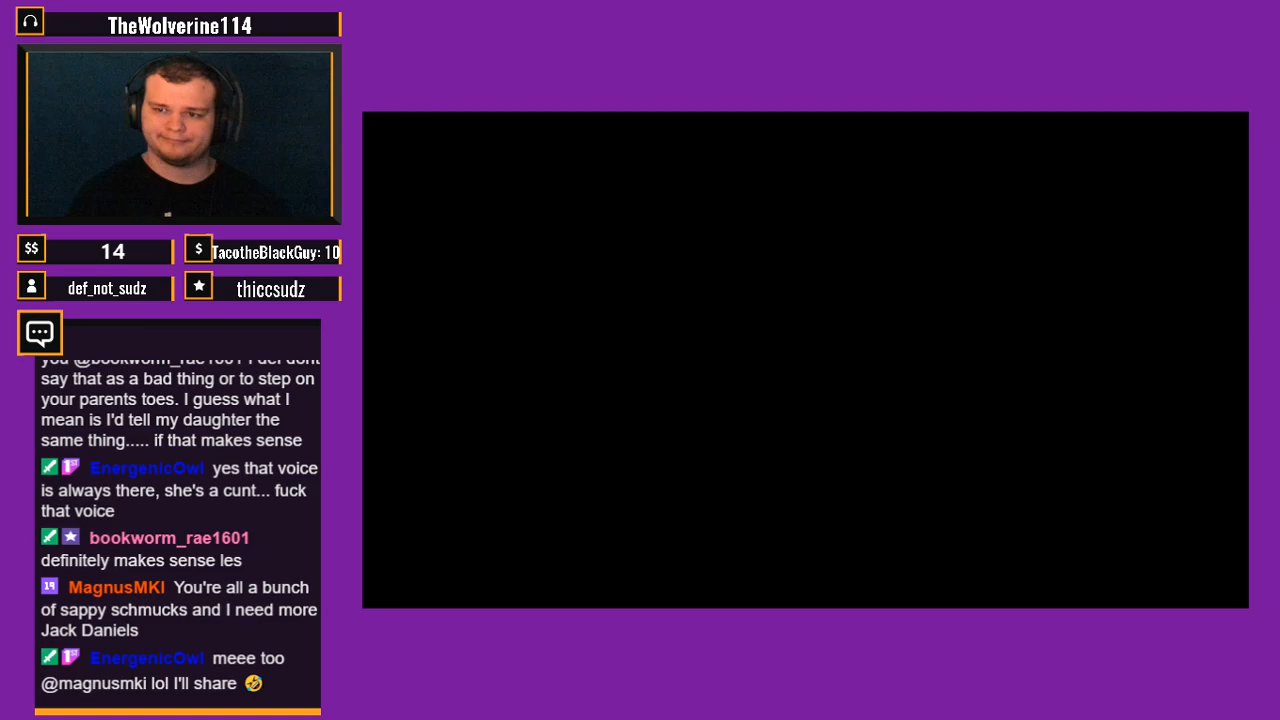 TheWolverine114
$$
14
$
TacotheBlackGuy: 10
def_not_sudz
thiccsudz
say that as a bad thing or to step on
your parents toes. I guess what I
mean is I'd tell my daughter the
same thing..... if that makes sense
1ST EnergenicOwl yes that voice
is always there, she's a cunt... fuck
that voice
bookworm_rae1601
definitely makes sense les
19 MagnusMKI You're all a bunch
of sappy schmucks and I need more
Jack Daniels
1ST EnergenicOwl meee too
@magnusmki lol I'll share 🤣